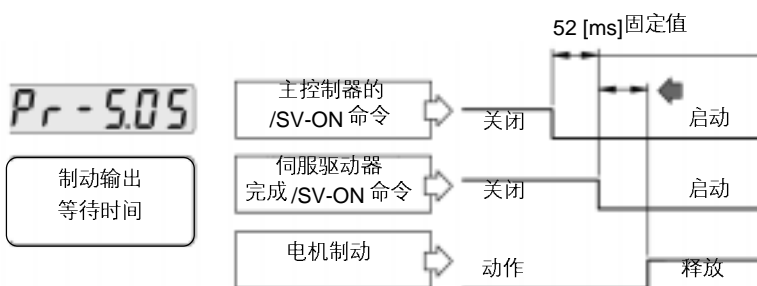 52 [ms]固定值
Pr-5.05
主控制器的
/SV-ON 命令
关闭
启动
制动输出
等待时间
伺服驱动器
完成 /SV-ON 命令
关闭
启动
电机制动
动作
释放